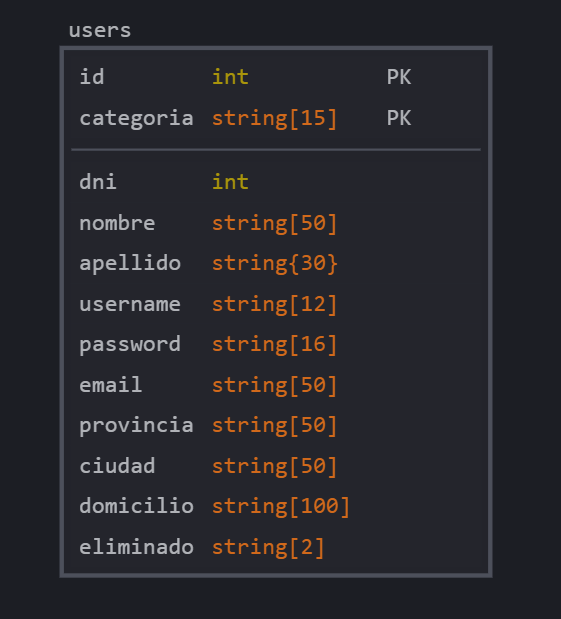 users
id int PK
categoria string[15] PK
dni int
nombre string[50]
apellido string{30}
username string[12]
password string[16]
email string[50]
provincia string[50]
ciudad string[50]
domicilio string[100]
eliminado string[2]